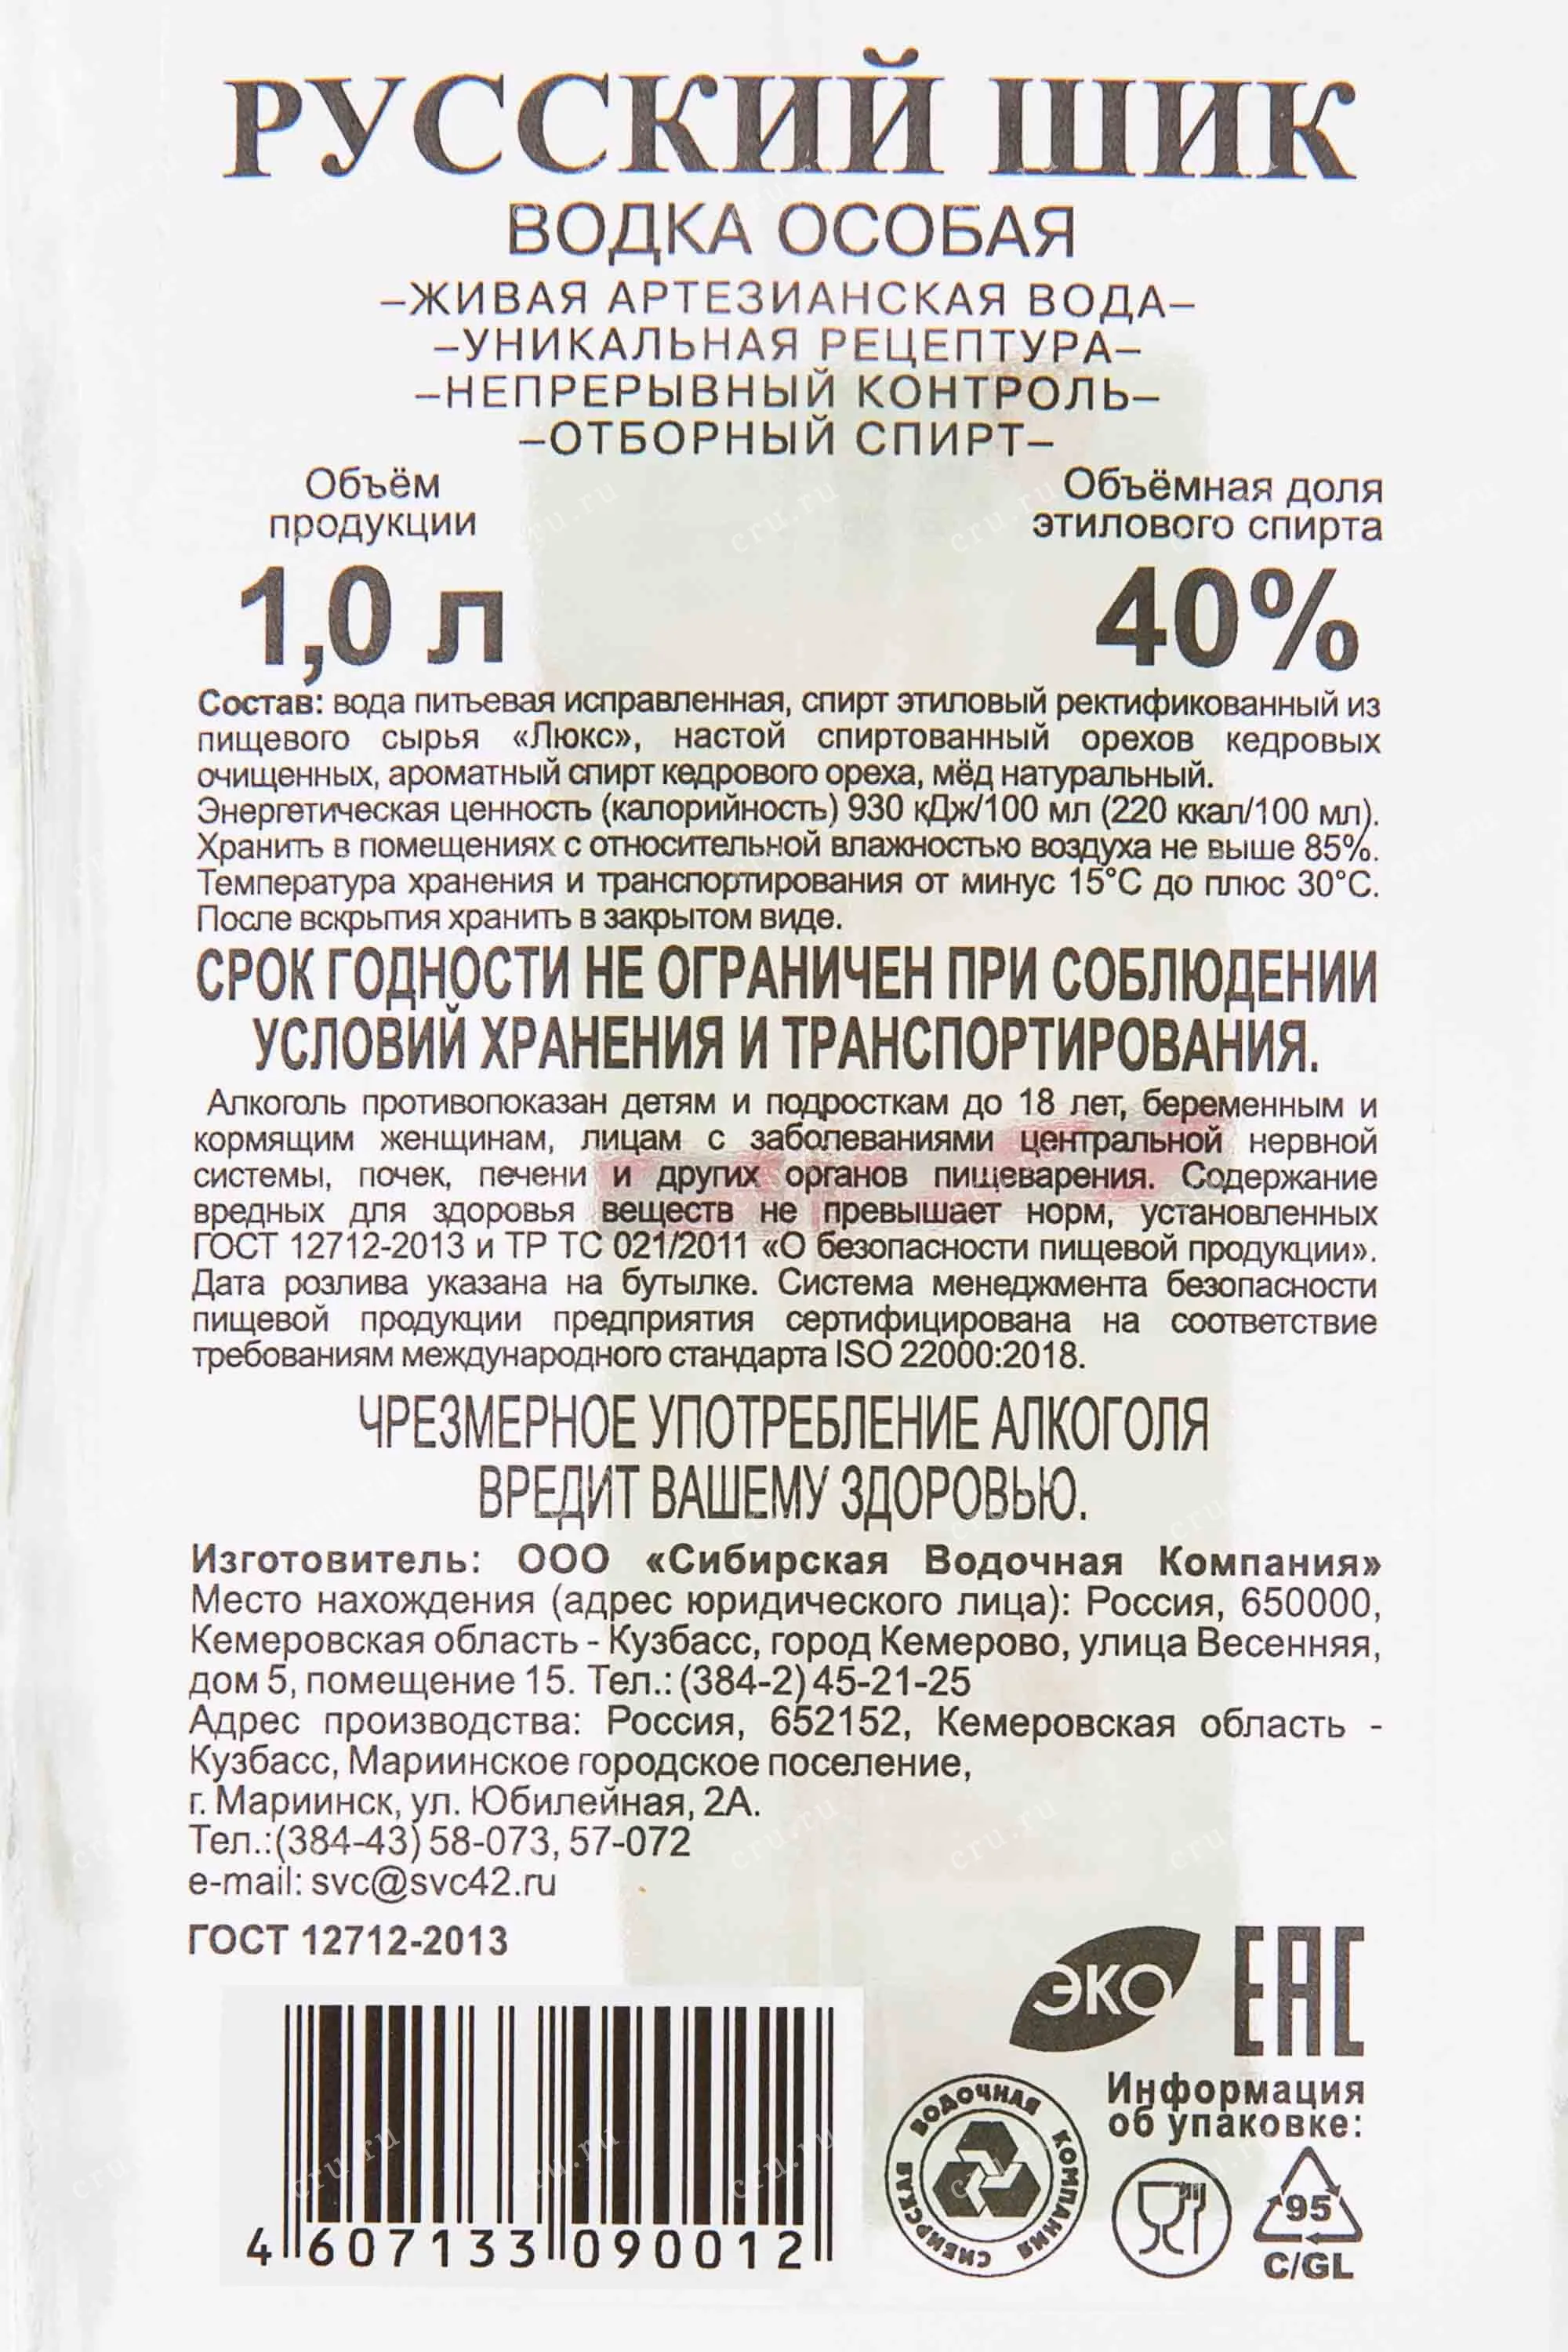 РУССКИЙ ШИК
ВОДКА ОСОБАЯ
–ЖИВАЯ АРТЕЗИАНСКАЯ ВОДА–
–УНИКАЛЬНАЯ РЕЦЕПТУРА–
–НЕПРЕРЫВНЫЙ КОНТРОЛЬ–
–ОТБОРНЫЙ СПИРТ–
Объём
продукции
1,0 л
Объёмная доля
этилового спирта
40%
Состав: вода питьевая исправленная, спирт этиловый ректификованный из
пищевого сырья «Люкс», настой спиртованный орехов кедровых
очищенных, ароматный спирт кедрового ореха, мёд натуральный.
Энергетическая ценность (калорийность) 930 кДж/100 мл (220 ккал/100 мл).
Хранить в помещениях с относительной влажностью воздуха не выше 85%.
Температура хранения и транспортирования от минус 15°С до плюс 30°С.
После вскрытия хранить в закрытом виде.
СРОК ГОДНОСТИ НЕ ОГРАНИЧЕН ПРИ СОБЛЮДЕНИИ
УСЛОВИЙ ХРАНЕНИЯ И ТРАНСПОРТИРОВАНИЯ.
Алкоголь противопоказан детям и подросткам до 18 лет, беременным и
кормящим женщинам, лицам с заболеваниями центральной нервной
системы, почек, печени и других органов пищеварения. Содержание
вредных для здоровья веществ не превышает норм, установленных
ГОСТ 12712-2013 и ТР ТС 021/2011 «О безопасности пищевой продукции».
Дата розлива указана на бутылке. Система менеджмента безопасности
пищевой продукции предприятия сертифицирована на соответствие
требованиям международного стандарта ISO 22000:2018.
ЧРЕЗМЕРНОЕ УПОТРЕБЛЕНИЕ АЛКОГОЛЯ
ВРЕДИТ ВАШЕМУ ЗДОРОВЬЮ.
Изготовитель: ООО «Сибирская Водочная Компания»
Место нахождения (адрес юридического лица): Россия, 650000,
Кемеровская область - Кузбасс, город Кемерово, улица Весенняя,
дом 5, помещение 15. Тел.: (384-2) 45-21-25
Адрес производства: Россия, 652152, Кемеровская область -
Кузбасс, Мариинское городское поселение,
г. Мариинск, ул. Юбилейная, 2А.
Тел.:(384-43) 58-073, 57-072
e-mail: svc@svc42.ru
ГОСТ 12712-2013
ЭКО
EAC
СИБИРСКАЯ ВОДОЧНАЯ КОМПАНИЯ
Информация
об упаковке:
95
C/GL
4 607133 090012
cru.ru